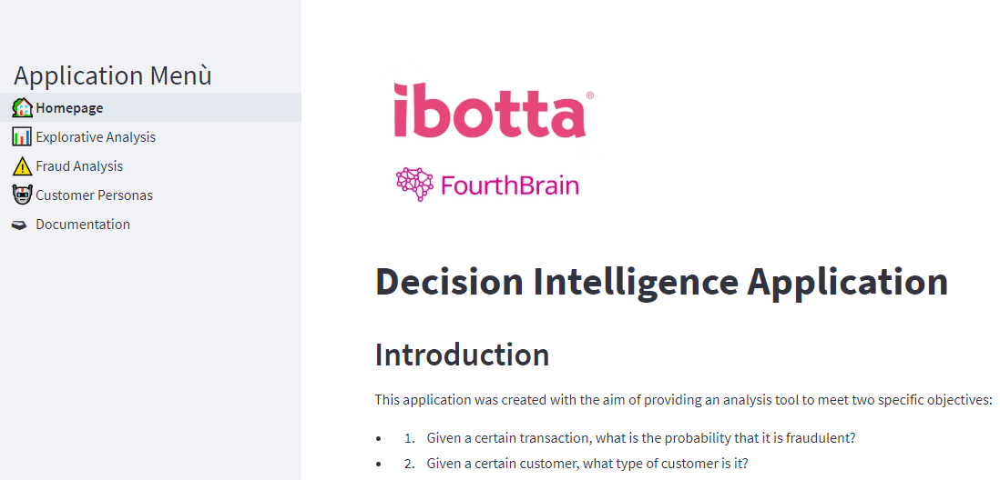 Application Menù
Homepage
Explorative Analysis
Fraud Analysis
Customer Personas
Documentation
ibotta®
FourthBrain
Decision Intelligence Application
Introduction
This application was created with the aim of providing an analysis tool to meet two specific objectives:
• 1. Given a certain transaction, what is the probability that it is fraudulent?
• 2. Given a certain customer, what type of customer is it?